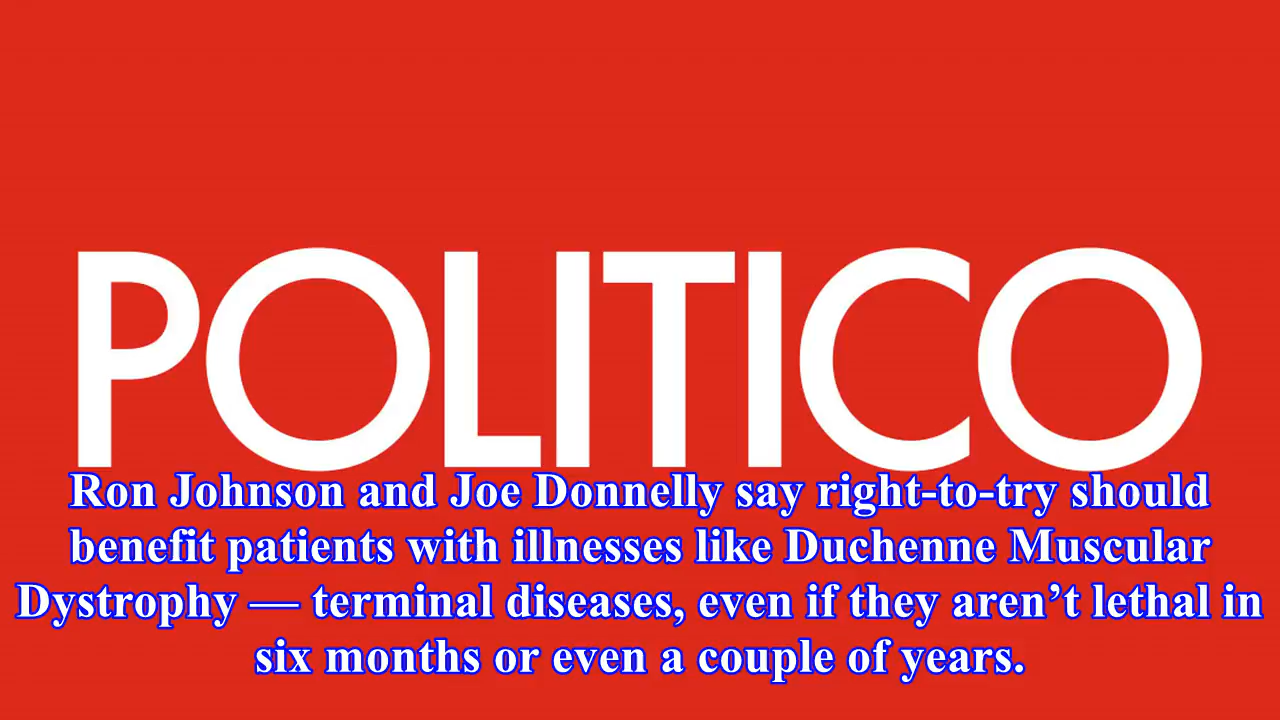 POLITICO
Ron Johnson and Joe Donnelly say right-to-try should
benefit patients with illnesses like Duchenne Muscular
Dystrophy — terminal diseases, even if they aren’t lethal in
six months or even a couple of years.